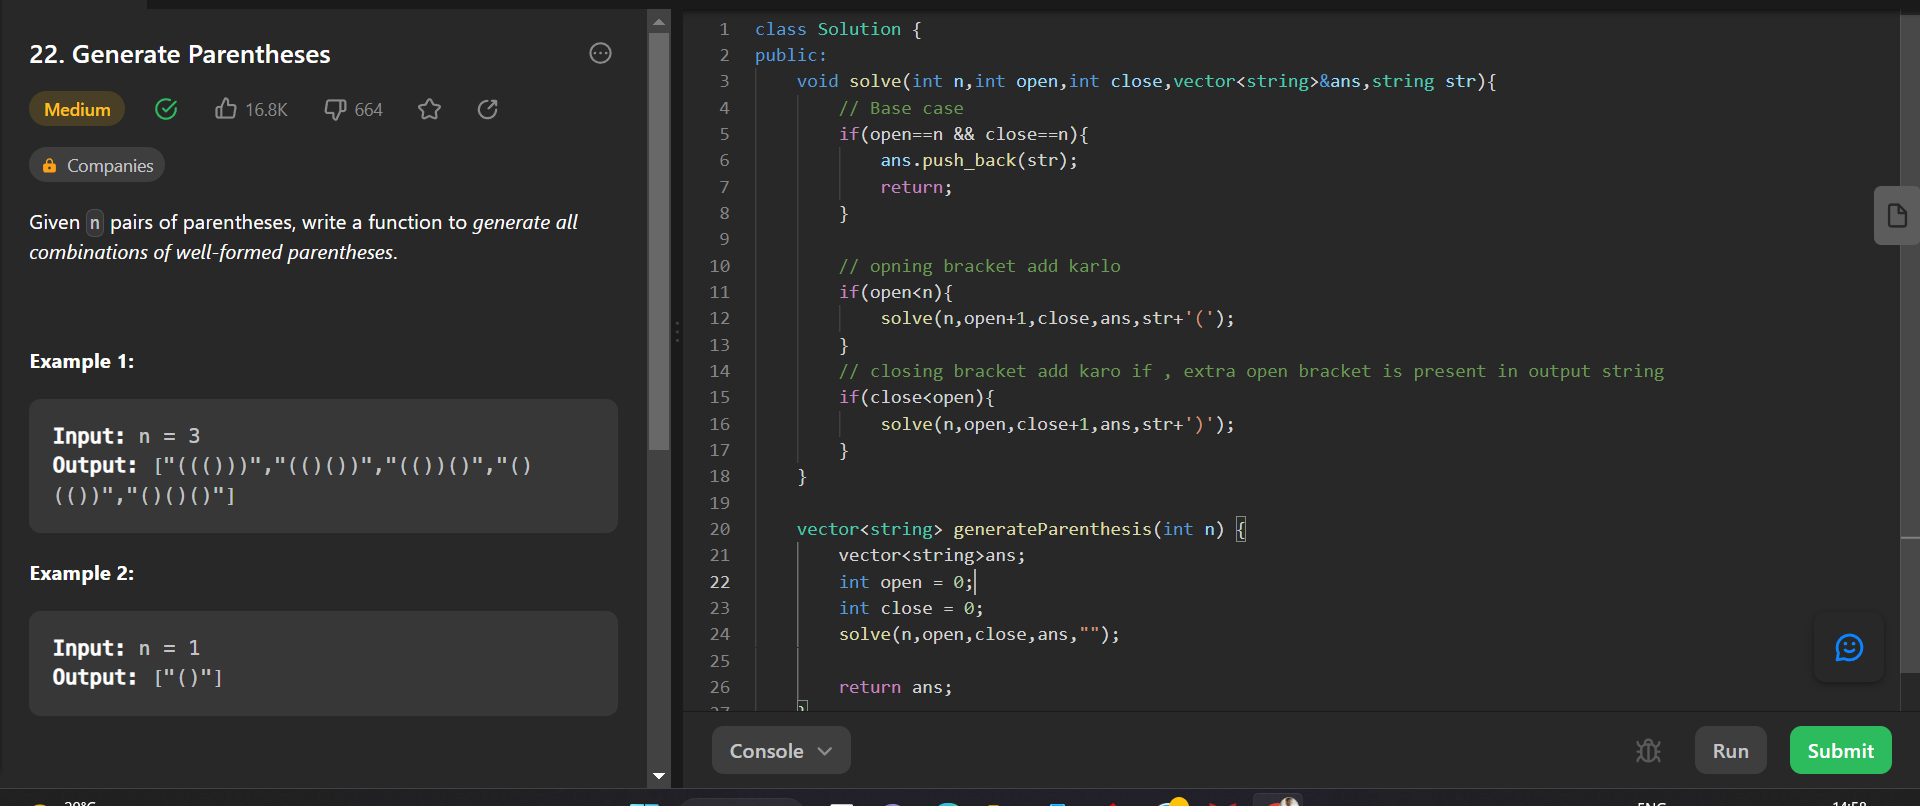 22. Generate Parentheses
Medium
16.8K
664
Companies
Given n pairs of parentheses, write a function to generate all
combinations of well-formed parentheses.
Example 1:
Input: n = 3
Output: ["((()))","(()())","(())()","()
(())","()()()"]
Example 2:
Input: n = 1
Output: ["()"]
1 class Solution {
2 public:
3 void solve(int n,int open,int close,vector<string>&ans,string str){
4 // Base case
5 if(open==n && close==n){
6 ans.push_back(str);
7 return;
8 }
9
10 // opning bracket add karlo
11 if(open<n){
12 solve(n,open+1,close,ans,str+'(');
13 }
14 // closing bracket add karo if , extra open bracket is present in output string
15 if(close<open){
16 solve(n,open,close+1,ans,str+')');
17 }
18 }
19
20 vector<string> generateParenthesis(int n) {
21 vector<string>ans;
22 int open = 0;
23 int close = 0;
24 solve(n,open,close,ans,"");
25
26 return ans;
27 }
Console
Run
Submit